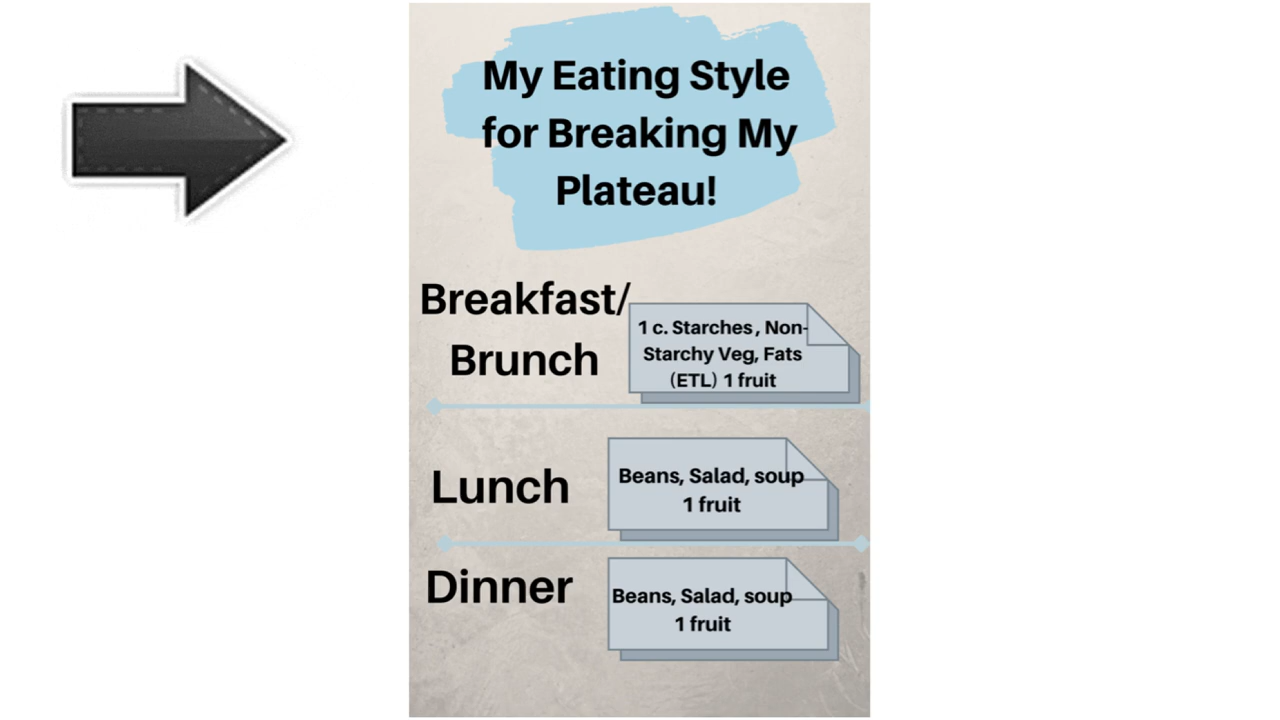 My Eating Style
for Breaking My
Plateau!
Breakfast/
Brunch
1 c. Starches, Non-
Starchy Veg, Fats
(ETL) 1 fruit
Lunch
Beans, Salad, soup
1 fruit
Dinner
Beans, Salad, soup
1 fruit